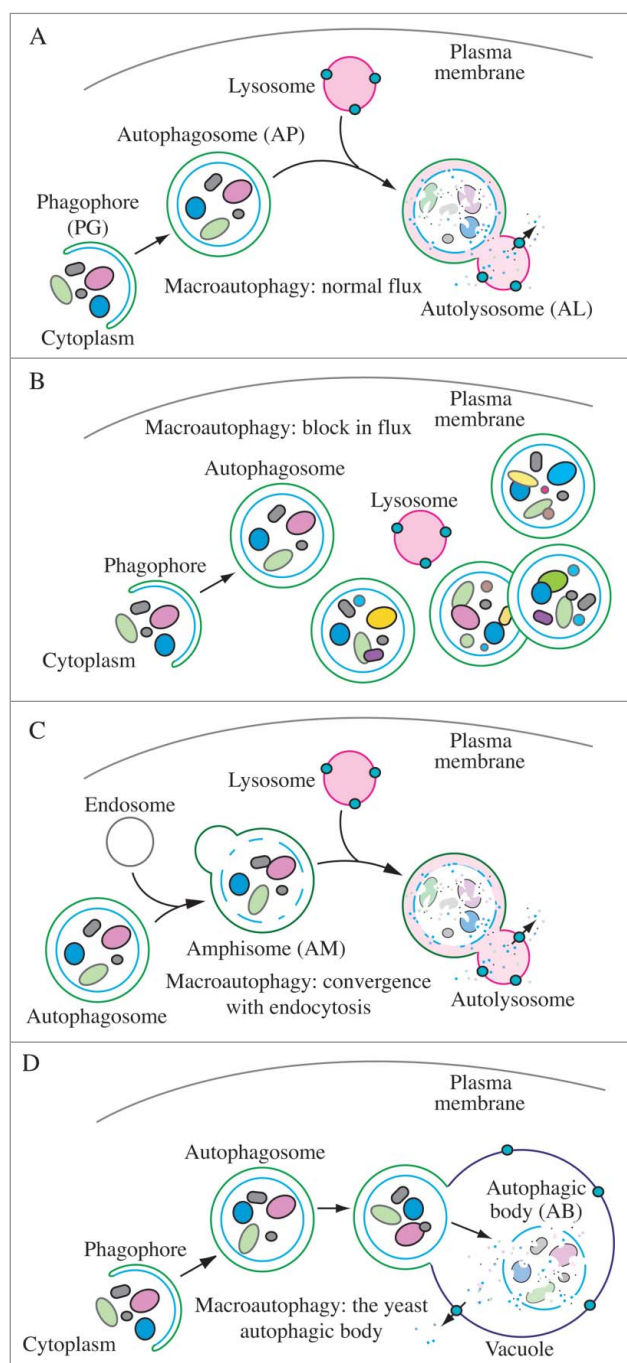 A
Plasma
membrane
Lysosome
Autophagosome (AP)
Phagophore
(PG)
Macroautophagy: normal flux
Autolysosome (AL)
Cytoplasm
B
Plasma
membrane
Macroautophagy: block in flux
Autophagosome
Lysosome
Phagophore
Cytoplasm
C
Plasma
membrane
Lysosome
Endosome
Amphisome (AM)
Macroautophagy: convergence
with endocytosis
Autolysosome
Autophagosome
D
Plasma
membrane
Autophagosome
Autophagic
body (AB)
Phagophore
Macroautophagy: the yeast
autophagic body
Cytoplasm
Vacuole